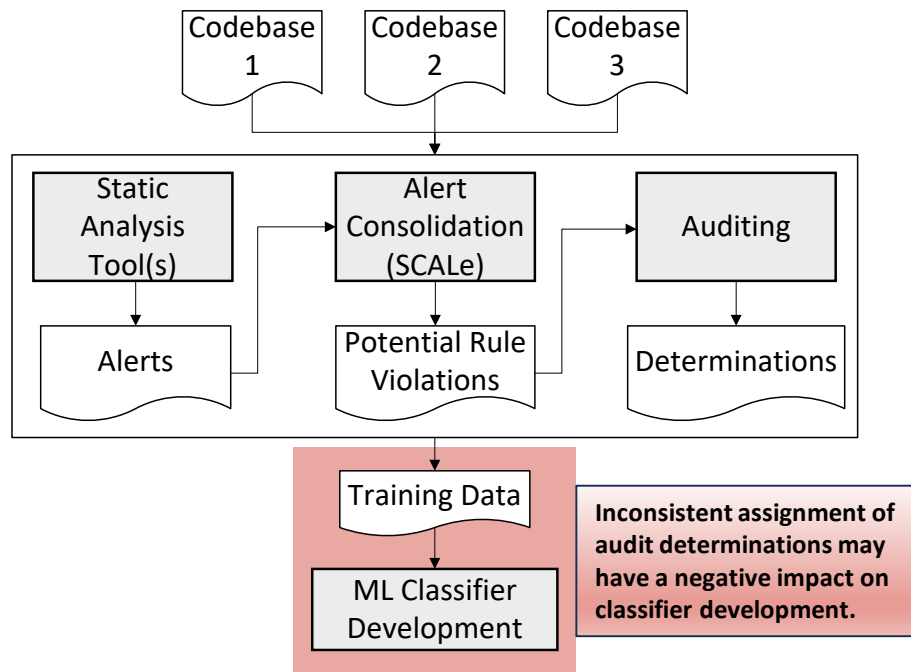 Codebase
1
Codebase
2
Codebase
3
Static
Analysis
Tool(s)
Alert
Consolidation
(SCALe)
Auditing
Alerts
Potential Rule
Violations
Determinations
Training Data
ML Classifier
Development
Inconsistent assignment of
audit determinations may
have a negative impact on
classifier development.